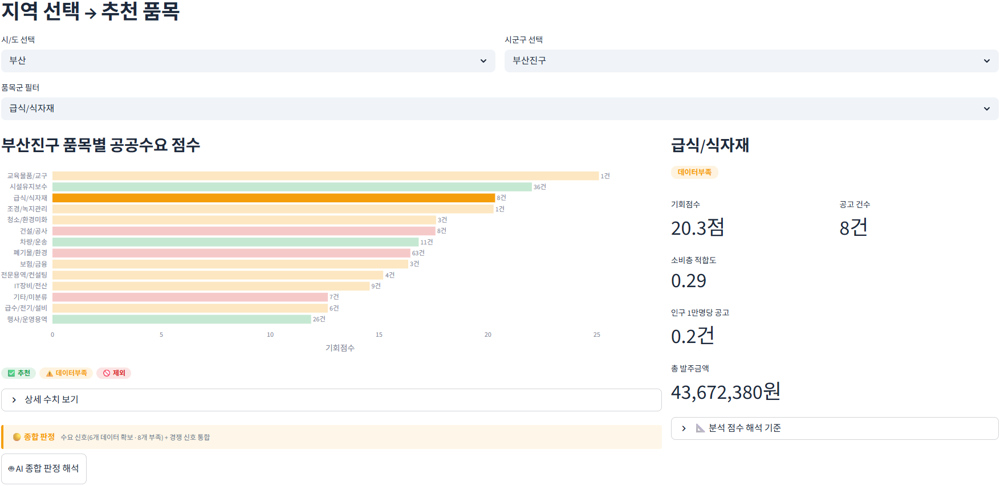 지역 선택 → 추천 품목
시/도 선택
시군구 선택
부산
부산진구
품목군 필터
급식/식자재
부산진구 품목별 공공수요 점수
교육물품/교구
1건
시설유지보수
36건
급식/식자재
8건
조경/녹지관리
1건
청소/환경미화
3건
건설/공사
8건
차량/운송
11건
폐기물/환경
63건
보험/금융
3건
전문용역/컨설팅
4건
IT장비/전산
9건
기타/미분류
7건
급수/전기/설비
6건
행사/운영용역
26건
0 5 10 15 20 25
기회점수
✅ 추천 ⚠️ 데이터부족 🚫 제외
상세 수치 보기
종합 판정 수요 신호(6개 데이터 확보 · 8개 부족) + 경쟁 신호 통합
AI 종합 판정 해석
급식/식자재
데이터부족
기회점수
공고 건수
20.3점
8건
소비층 적합도
0.29
인구 1만명당 공고
0.2건
총 발주금액
43,672,380원
📐 분석 점수 해석 기준